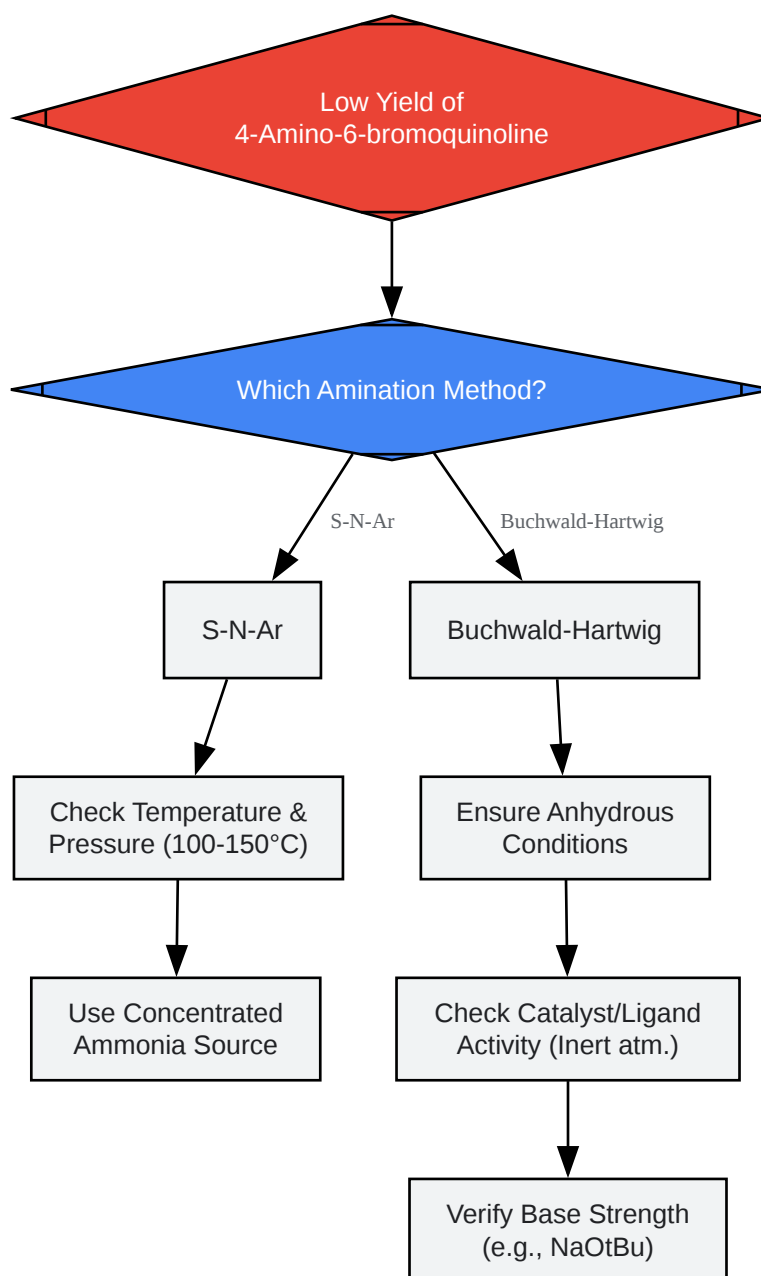 Low Yield of
4-Amino-6-bromoquinoline
Which Amination Method?
S-N-Ar
Buchwald-Hartwig
S-N-Ar
Buchwald-Hartwig
Check Temperature &
Pressure (100-150°C)
Ensure Anhydrous
Conditions
Use Concentrated
Ammonia Source
Check Catalyst/Ligand
Activity (Inert atm.)
Verify Base Strength
(e.g., NaOtBu)